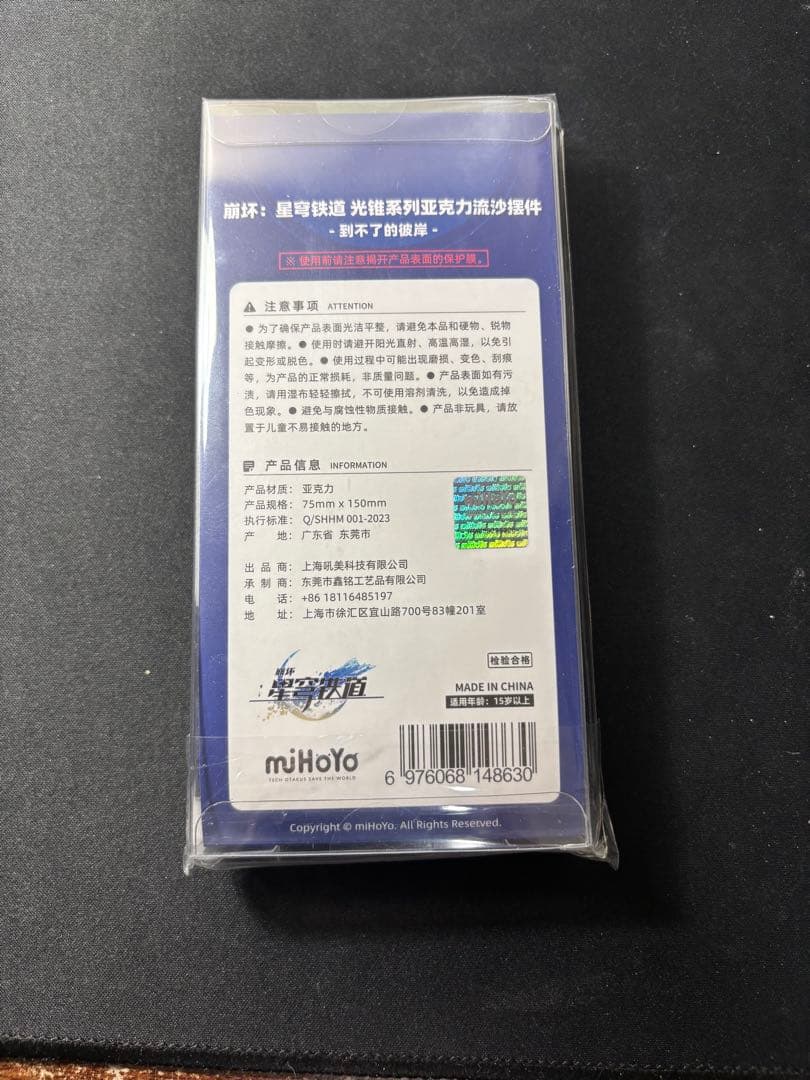 崩坏：星穹铁道 光锥系列亚克力流沙摆件
- 到不了的彼岸 -
※ 使用前请注意揭开产品表面的保护膜。
注意事项 ATTENTION
● 为了确保产品表面光洁平整，请避免本品和硬物、锐物
接触摩擦。● 使用时请避开阳光直射、高温高湿，以免引
起变形或脱色。● 使用过程中可能出现磨损、变色、刮痕
等，为产品的正常损耗，非质量问题。● 产品表面如有污
渍，请用湿布轻轻擦拭，不可使用溶剂清洗，以免造成掉
色现象。● 避免与腐蚀性物质接触。● 产品非玩具，请放
置于儿童不易接触的地方。
产品信息 INFORMATION
产品材质： 亚克力
产品规格： 75mm x 150mm
执行标准： Q/SHHM 001-2023
产 地： 广东省 东莞市
出 品 商： 上海吼美科技有限公司
承 制 商： 东莞市鑫铭工艺品有限公司
电 话： +86 18116485197
地 址： 上海市徐汇区宜山路700号83幢201室
崩坏
星穹铁道
检验合格
MADE IN CHINA
适用年龄：15岁以上
miHoYo
TECH OTAKUS SAVE THE WORLD
6 976068 148630
Copyright © miHoYo. All Rights Reserved.